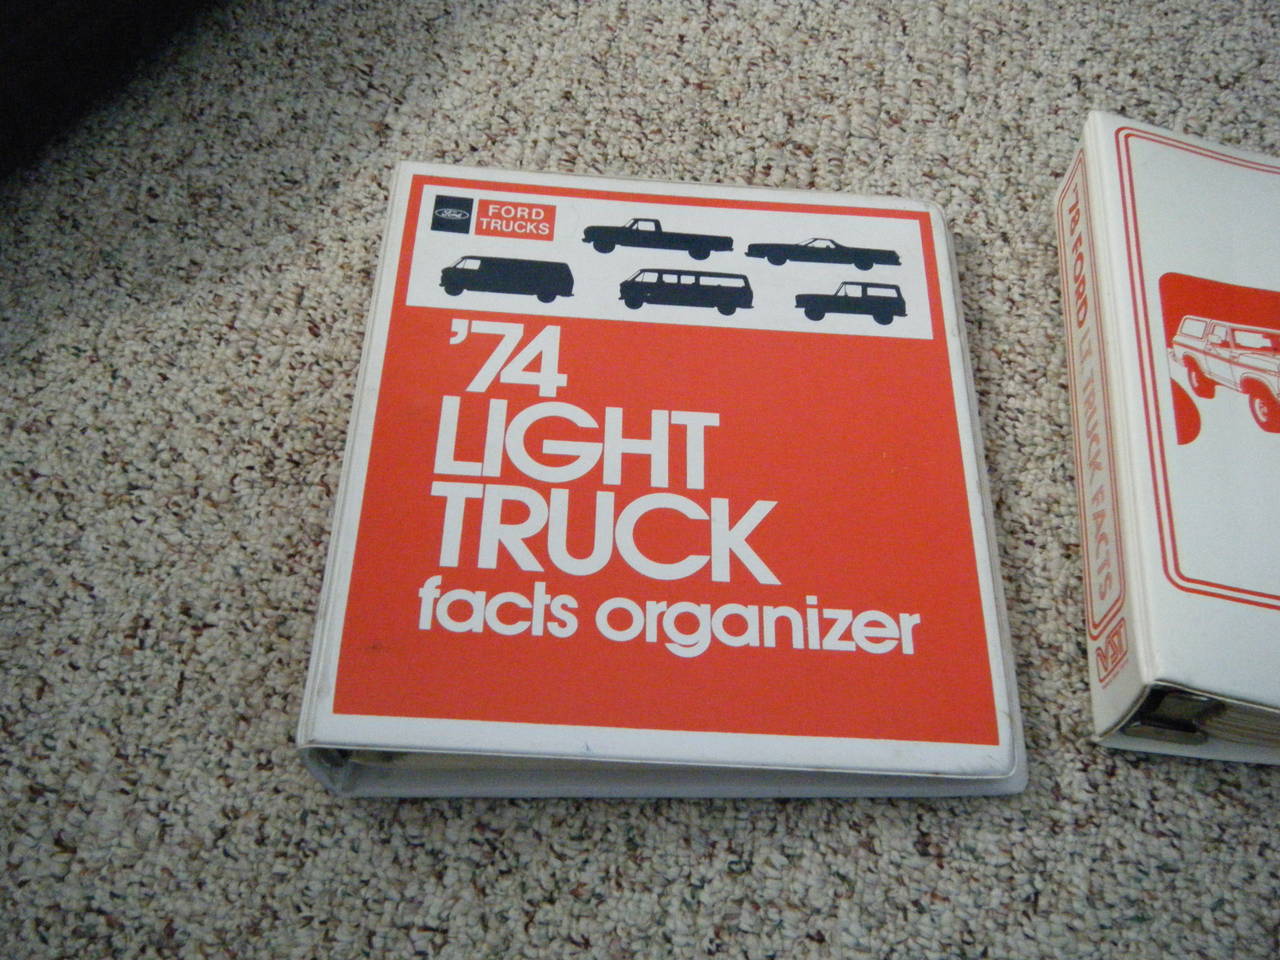 Ford
FORD
TRUCKS
'74
LIGHT
TRUCK
facts organizer
'78 FORD LT TRUCK FACTS